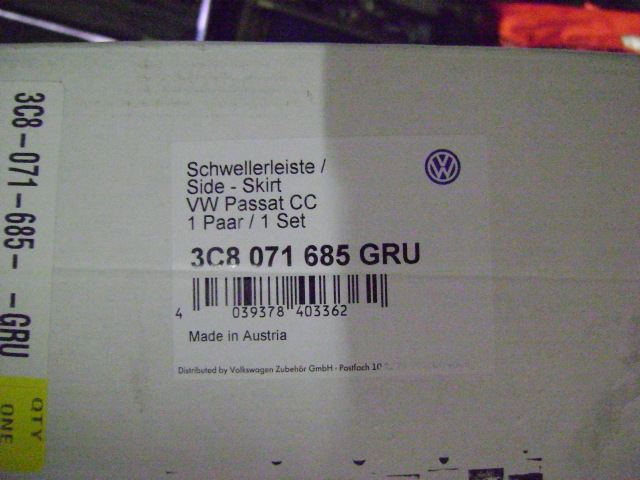 Schwellerleiste /
Side - Skirt
VW Passat CC
1 Paar / 1 Set
3C8 071 685 GRU
4 039378 403362
Made in Austria
Distributed by Volkswagen Zubehör GmbH · Postfach 10
3C8-071-685- -GRU
QTY
ONE